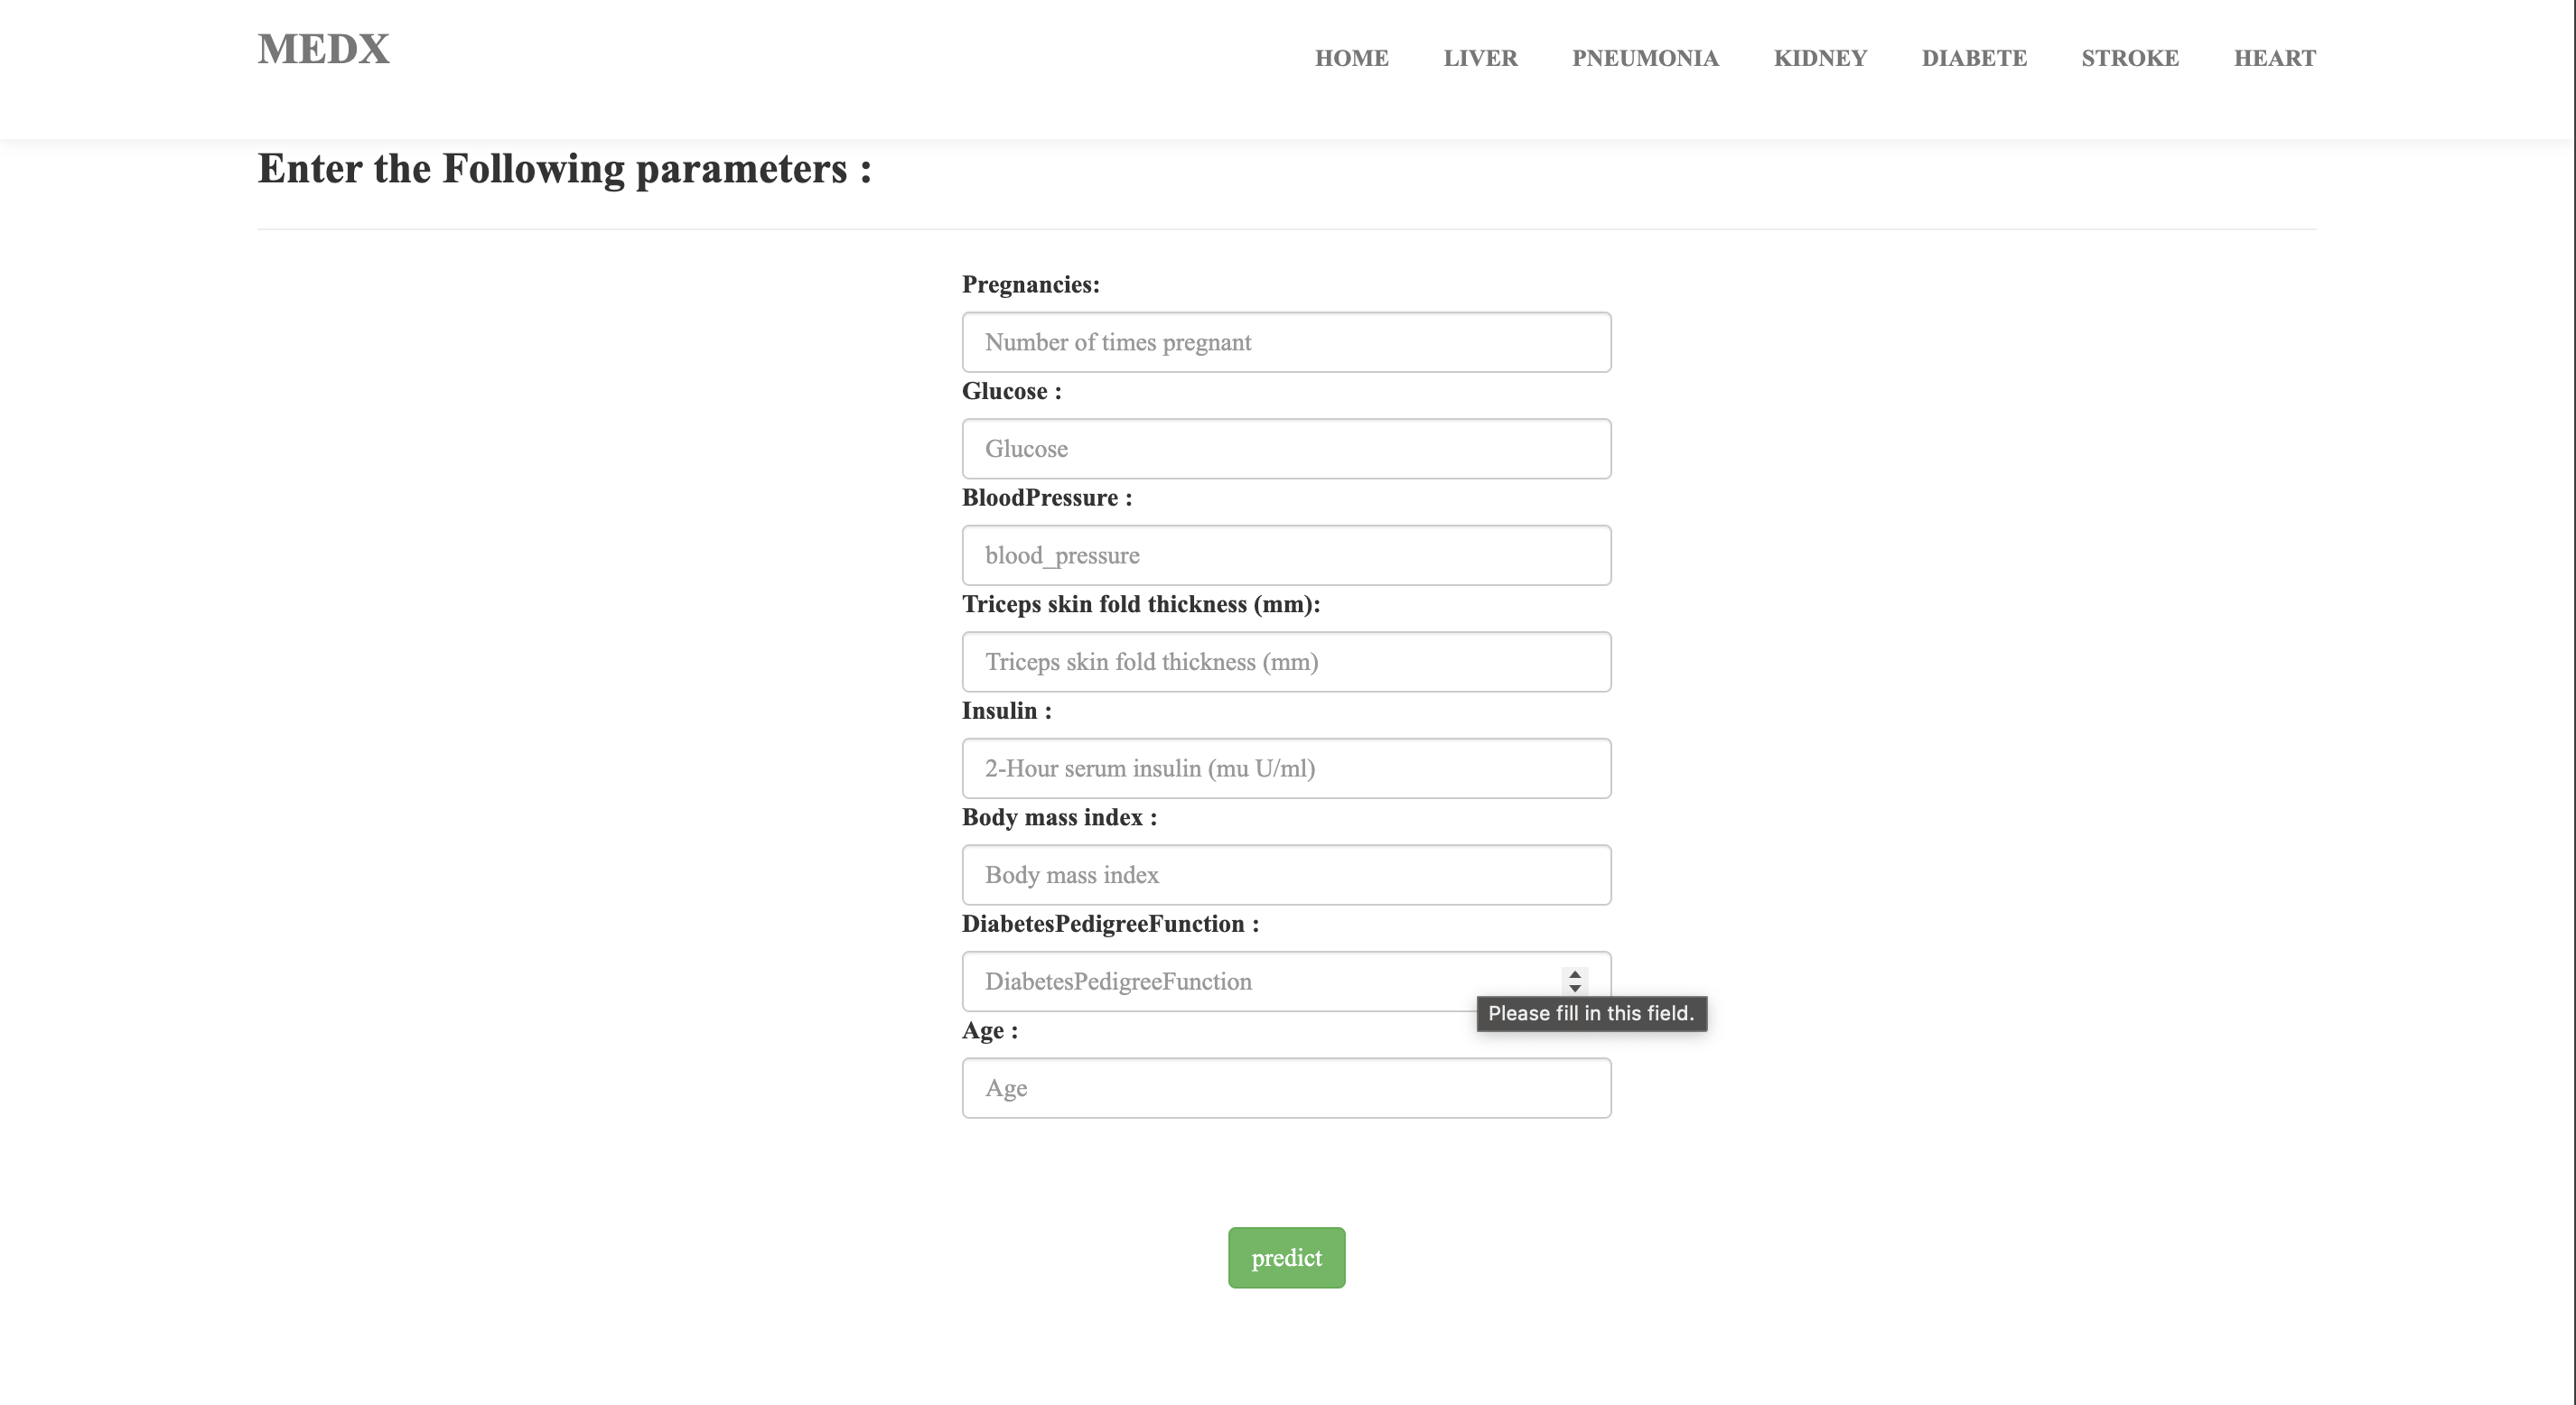 MEDX
HOME LIVER PNEUMONIA KIDNEY DIABETE STROKE HEART
Enter the Following parameters :
Pregnancies:
Number of times pregnant
Glucose :
Glucose
BloodPressure :
blood_pressure
Triceps skin fold thickness (mm):
Triceps skin fold thickness (mm)
Insulin :
2-Hour serum insulin (mu U/ml)
Body mass index :
Body mass index
DiabetesPedigreeFunction :
DiabetesPedigreeFunction
Please fill in this field.
Age :
Age
predict